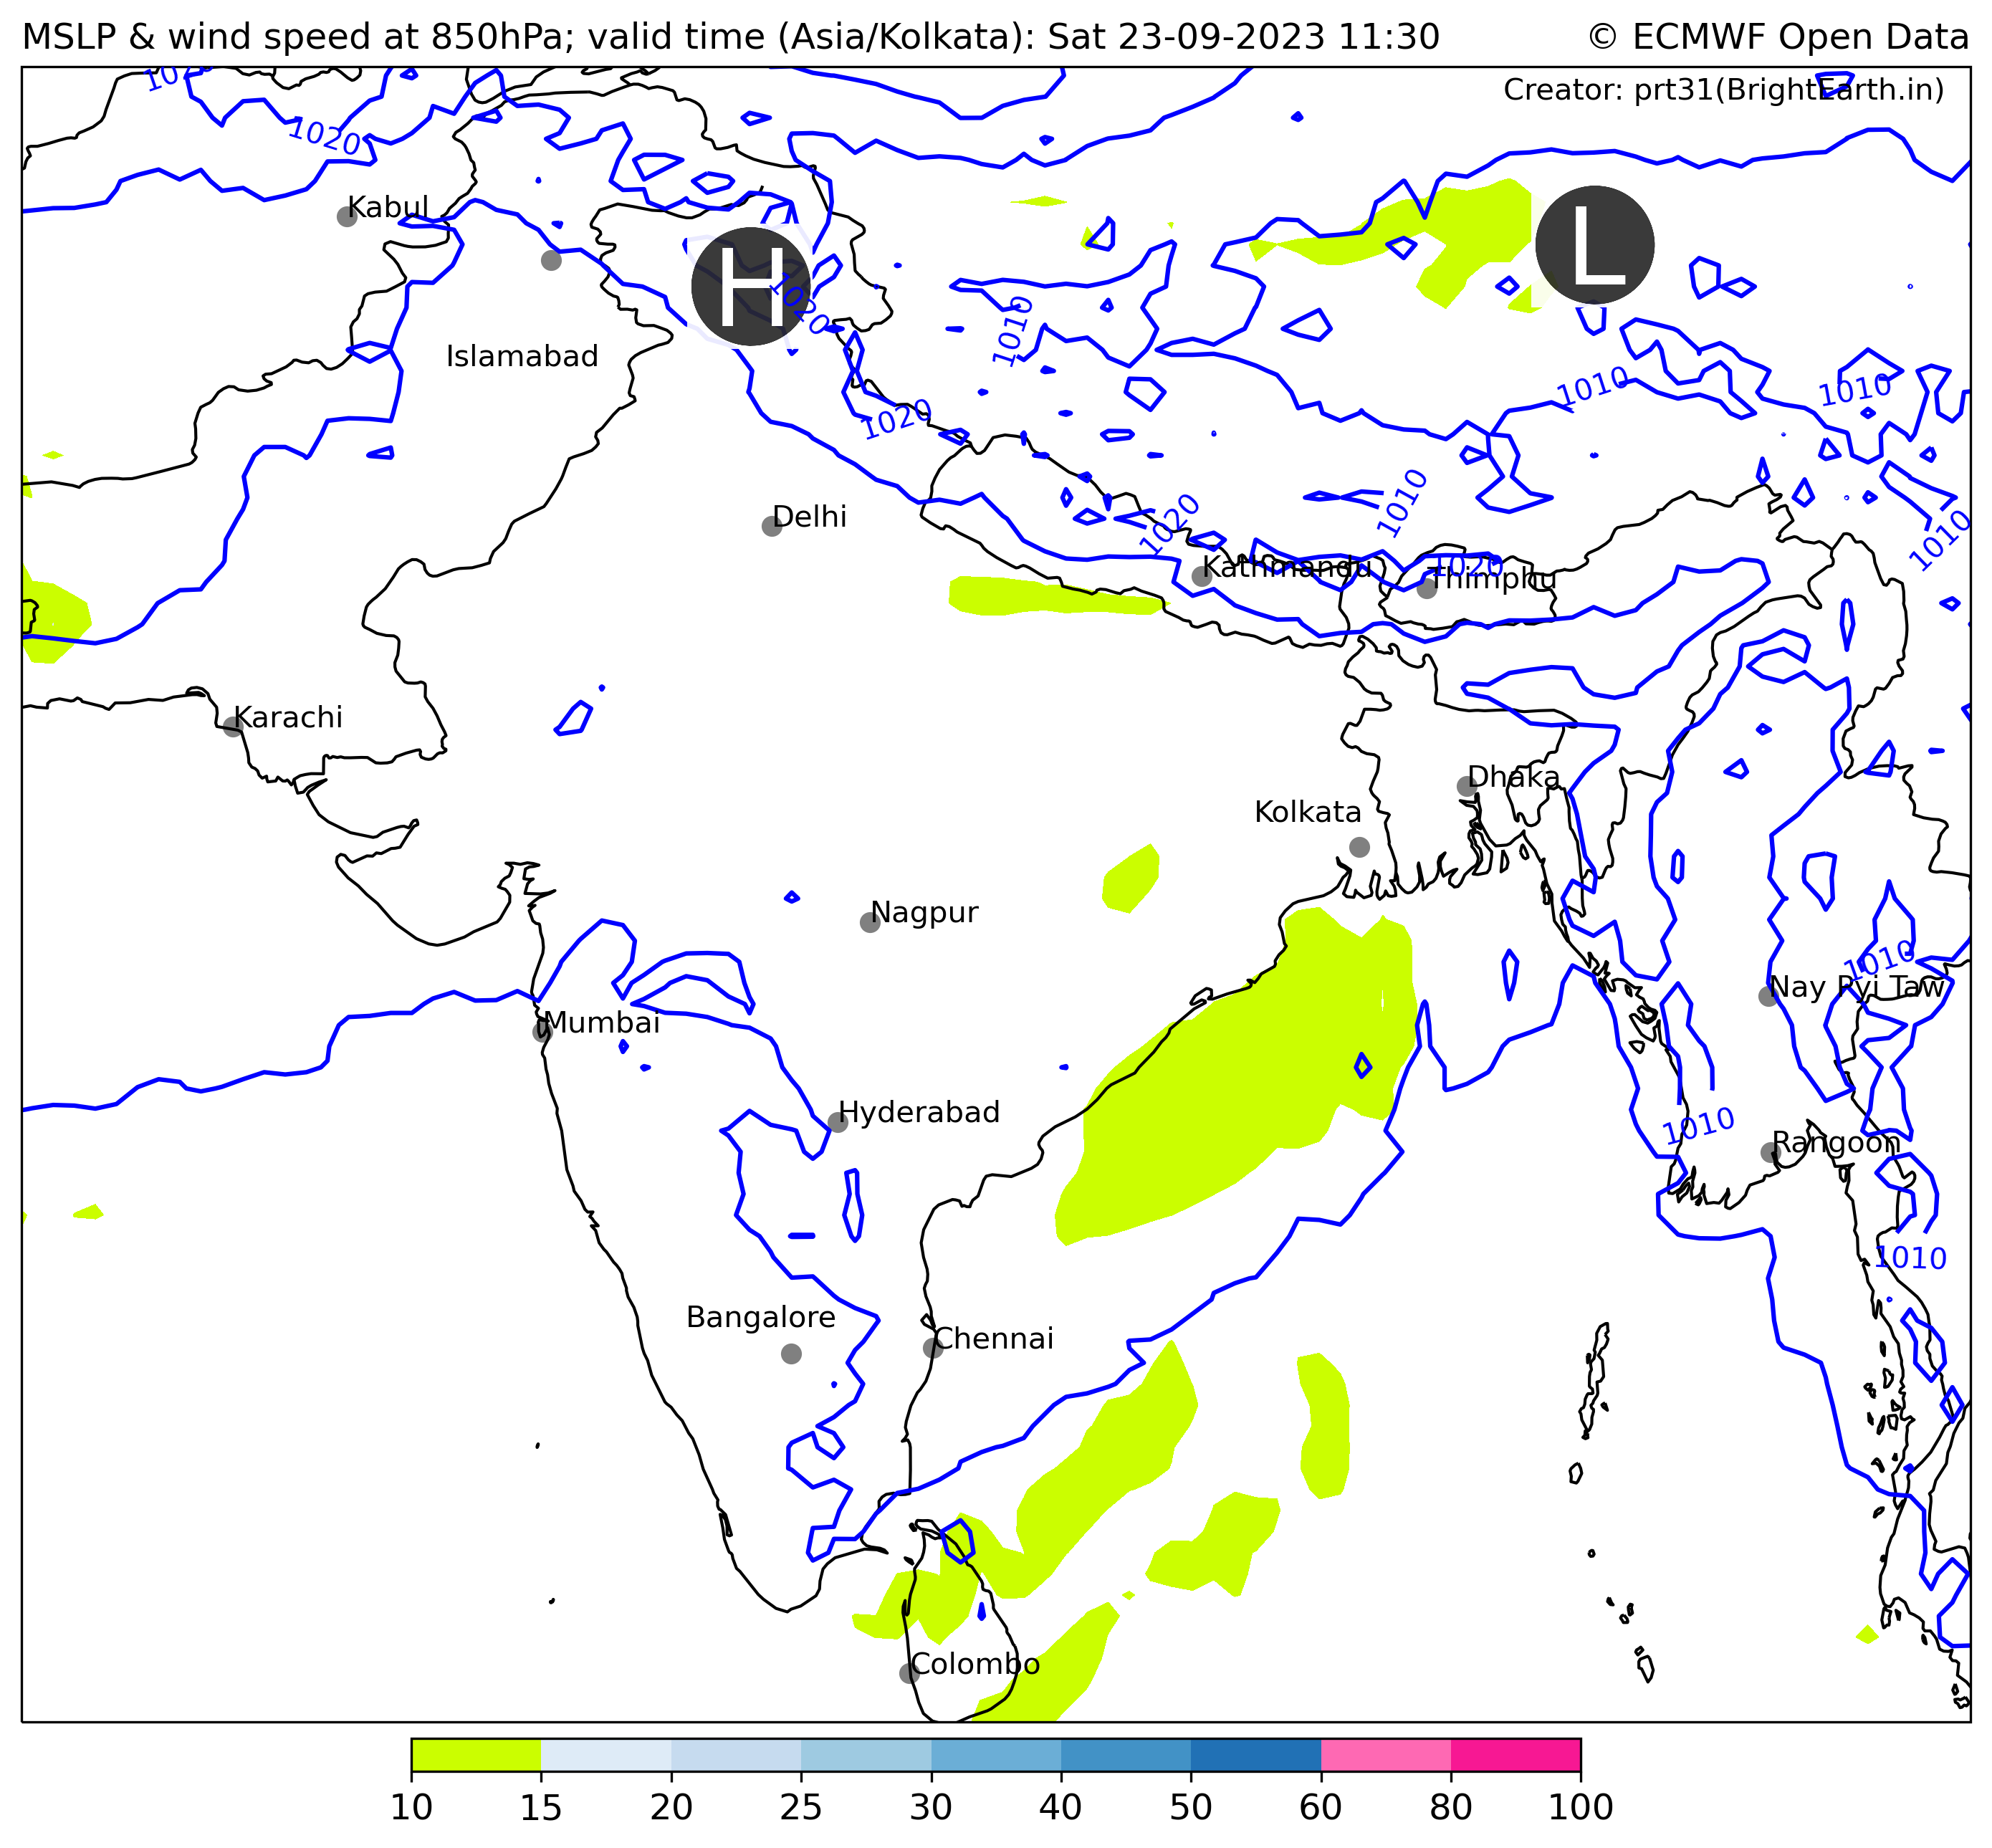 MSLP & wind speed at 850hPa; valid time (Asia/Kolkata): Sat 23-09-2023 11:30
© ECMWF Open Data
Creator: prt31(BrightEarth.in)
1020
Kabul
L
H
1020
1010
Islamabad
1010
1010
1020
Delhi
1010
1020
1010
Kathmandu
1020
Thimphu
Karachi
Dhaka
Kolkata
Nagpur
1010
Nay Pyi Taw
Mumbai
Hyderabad
1010
Rangoon
1010
Bangalore
Chennai
Colombo
10 15 20 25 30 40 50 60 80 100